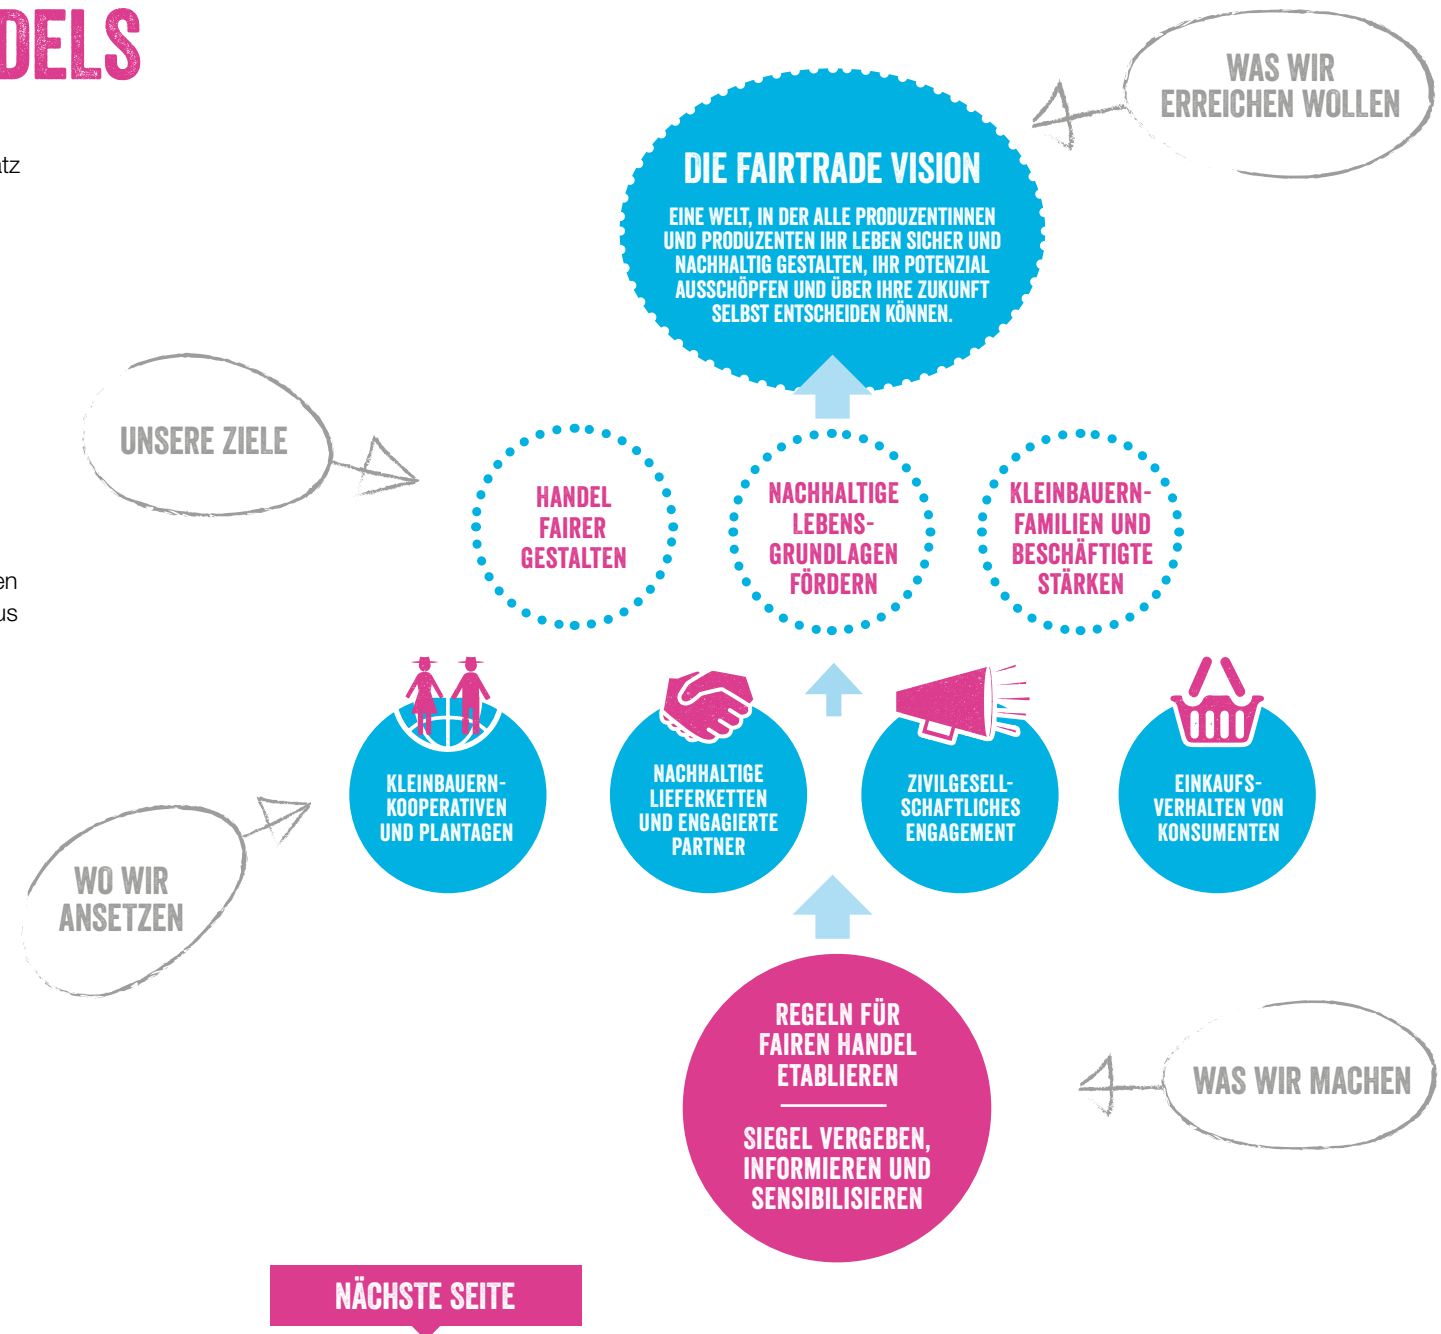 DELS
WAS WIR
ERREICHEN WOLLEN
DIE FAIRTRADE VISION
EINE WELT, IN DER ALLE PRODUZENTINNEN
UND PRODUZENTEN IHR LEBEN SICHER UND
NACHHALTIG GESTALTEN, IHR POTENZIAL
AUSSCHÖPFEN UND ÜBER IHRE ZUKUNFT
SELBST ENTSCHEIDEN KÖNNEN.
UNSERE ZIELE
HANDEL
FAIRER
GESTALTEN
NACHHALTIGE
LEBENS-
GRUNDLAGEN
FÖRDERN
KLEINBAUERN-
FAMILIEN UND
BESCHÄFTIGTE
STÄRKEN
en
us
WO WIR
ANSETZEN
KLEINBAUERN-
KOOPERATIVEN
UND PLANTAGEN
NACHHALTIGE
LIEFERKETTEN
UND ENGAGIERTE
PARTNER
ZIVILGESELL-
SCHAFTLICHES
ENGAGEMENT
EINKAUFS-
VERHALTEN VON
KONSUMENTEN
REGELN FÜR
FAIREN HANDEL
ETABLIEREN
SIEGEL VERGEBEN,
INFORMIEREN UND
SENSIBILISIEREN
WAS WIR MACHEN
NÄCHSTE SEITE